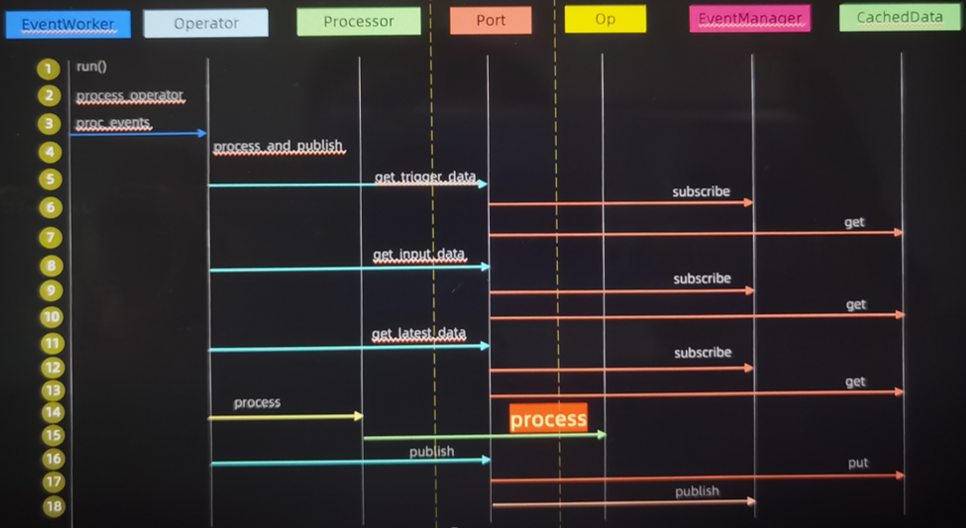 EventWorker Operator Processor Port Op EventManager CachedData
1 run()
2 process_operator
3 proc_events
4 process_and_publish
5 get_trigger_data
6 subscribe
7 get
8 get_input_data
9 subscribe
10 get
11 get_latest_data
12 subscribe
13 get
14 process
15 process
16 publish
17 put
18 publish